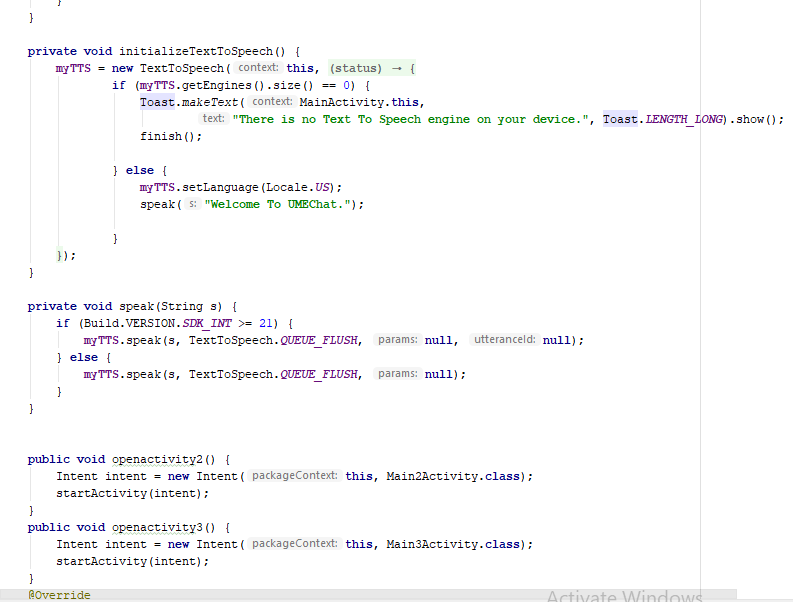 }
}
private void initializeTextToSpeech() {
myTTS = new TextToSpeech( context: this, (status) → {
if (myTTS.getEngines().size() == 0) {
Toast.makeText( context: MainActivity.this,
text: "There is no Text To Speech engine on your device.", Toast.LENGTH_LONG).show();
finish();
} else {
myTTS.setLanguage(Locale.US);
speak( s: "Welcome To UMEChat.");
}
});
}
private void speak(String s) {
if (Build.VERSION.SDK_INT >= 21) {
myTTS.speak(s, TextToSpeech.QUEUE_FLUSH, params: null, utteranceId: null);
} else {
myTTS.speak(s, TextToSpeech.QUEUE_FLUSH, params: null);
}
}
public void openactivity2() {
Intent intent = new Intent( packageContext: this, Main2Activity.class);
startActivity(intent);
}
public void openactivity3() {
Intent intent = new Intent( packageContext: this, Main3Activity.class);
startActivity(intent);
}
@Override
Activate Windows